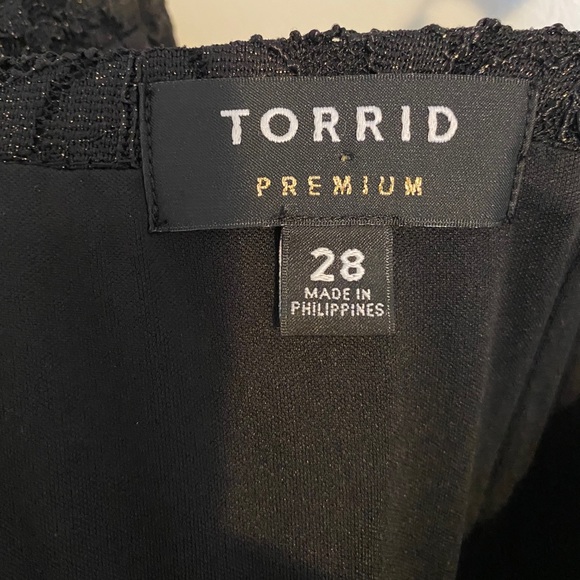 TORRID
PREMIUM
28
MADE IN
PHILIPPINES